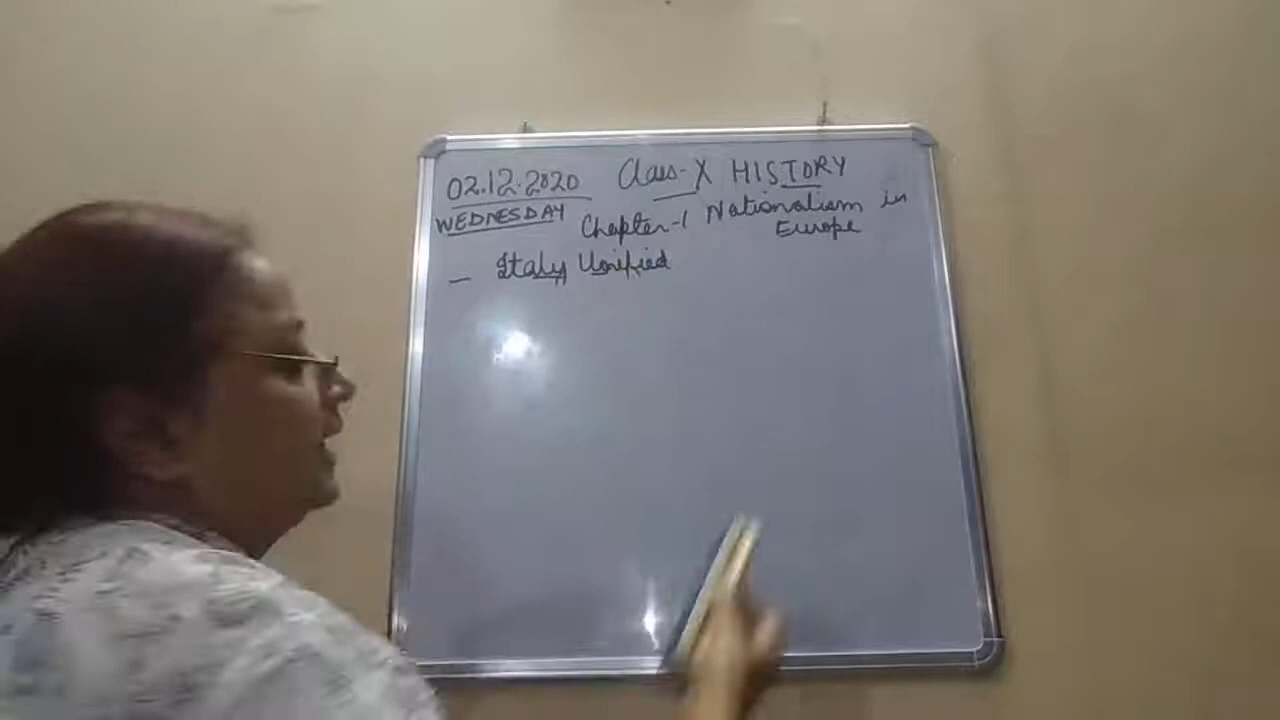 02.12.2020 Class-X HISTORY
WEDNESDAY Chapter-1 Nationalism in
Europe
— Italy Unified